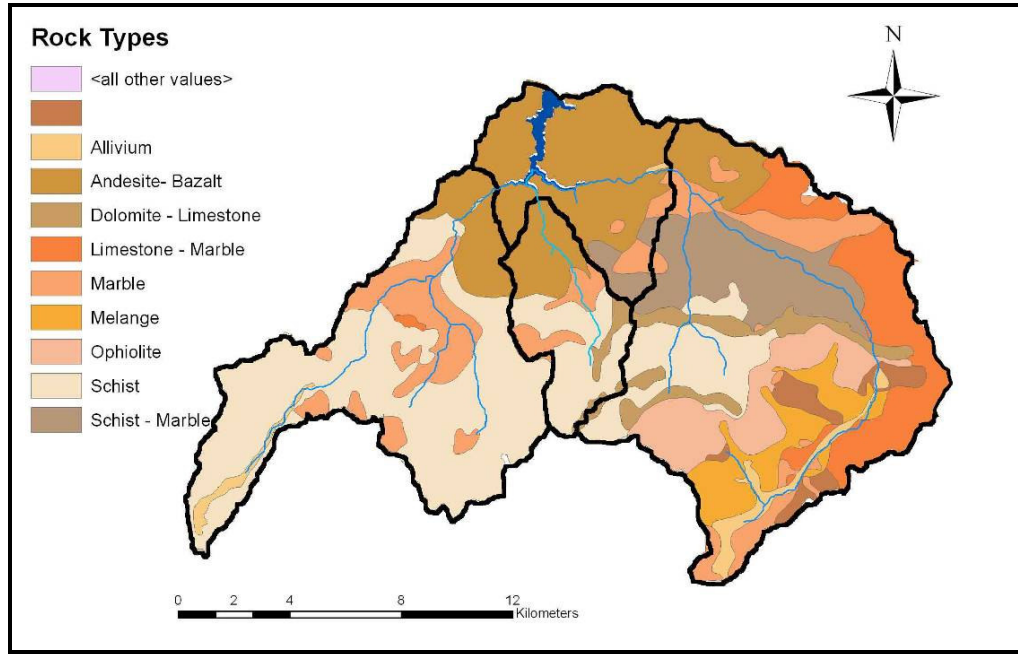 Rock Types
N
<all other values>
Allivium
Andesite- Bazalt
Dolomite - Limestone
Limestone - Marble
Marble
Melange
Ophiolite
Schist
Schist - Marble
0 2 4 8 12
Kilometers